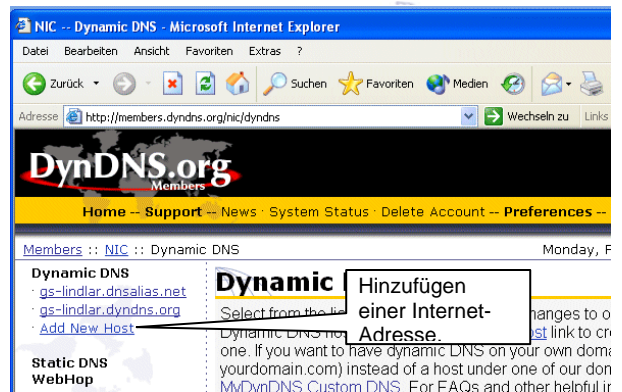 NIC -- Dynamic DNS - Microsoft Internet Explorer
Datei Bearbeiten Ansicht Favoriten Extras ?
Zurück Suchen Favoriten Medien
Adresse http://members.dyndns.org/nic/dyndns Wechseln zu Links
DynDNS.org
Members
Home -- Support -- News · System Status · Delete Account -- Preferences --
Members :: NIC :: Dynamic DNS Monday, F
Dynamic DNS
· gs-lindlar.dnsalias.net
· gs-lindlar.dyndns.org
· Add New Host
Static DNS
WebHop
Dynamic
Hinzufügen
einer Internet-
Adresse.
Select from the anges to o
Dynamic DNS st link to cr
one. If you want to have dynamic DNS on your own doma
yourdomain.com) instead of a host under one of our don
MyDynDNS Custom DNS. For FAQs and other helpful in